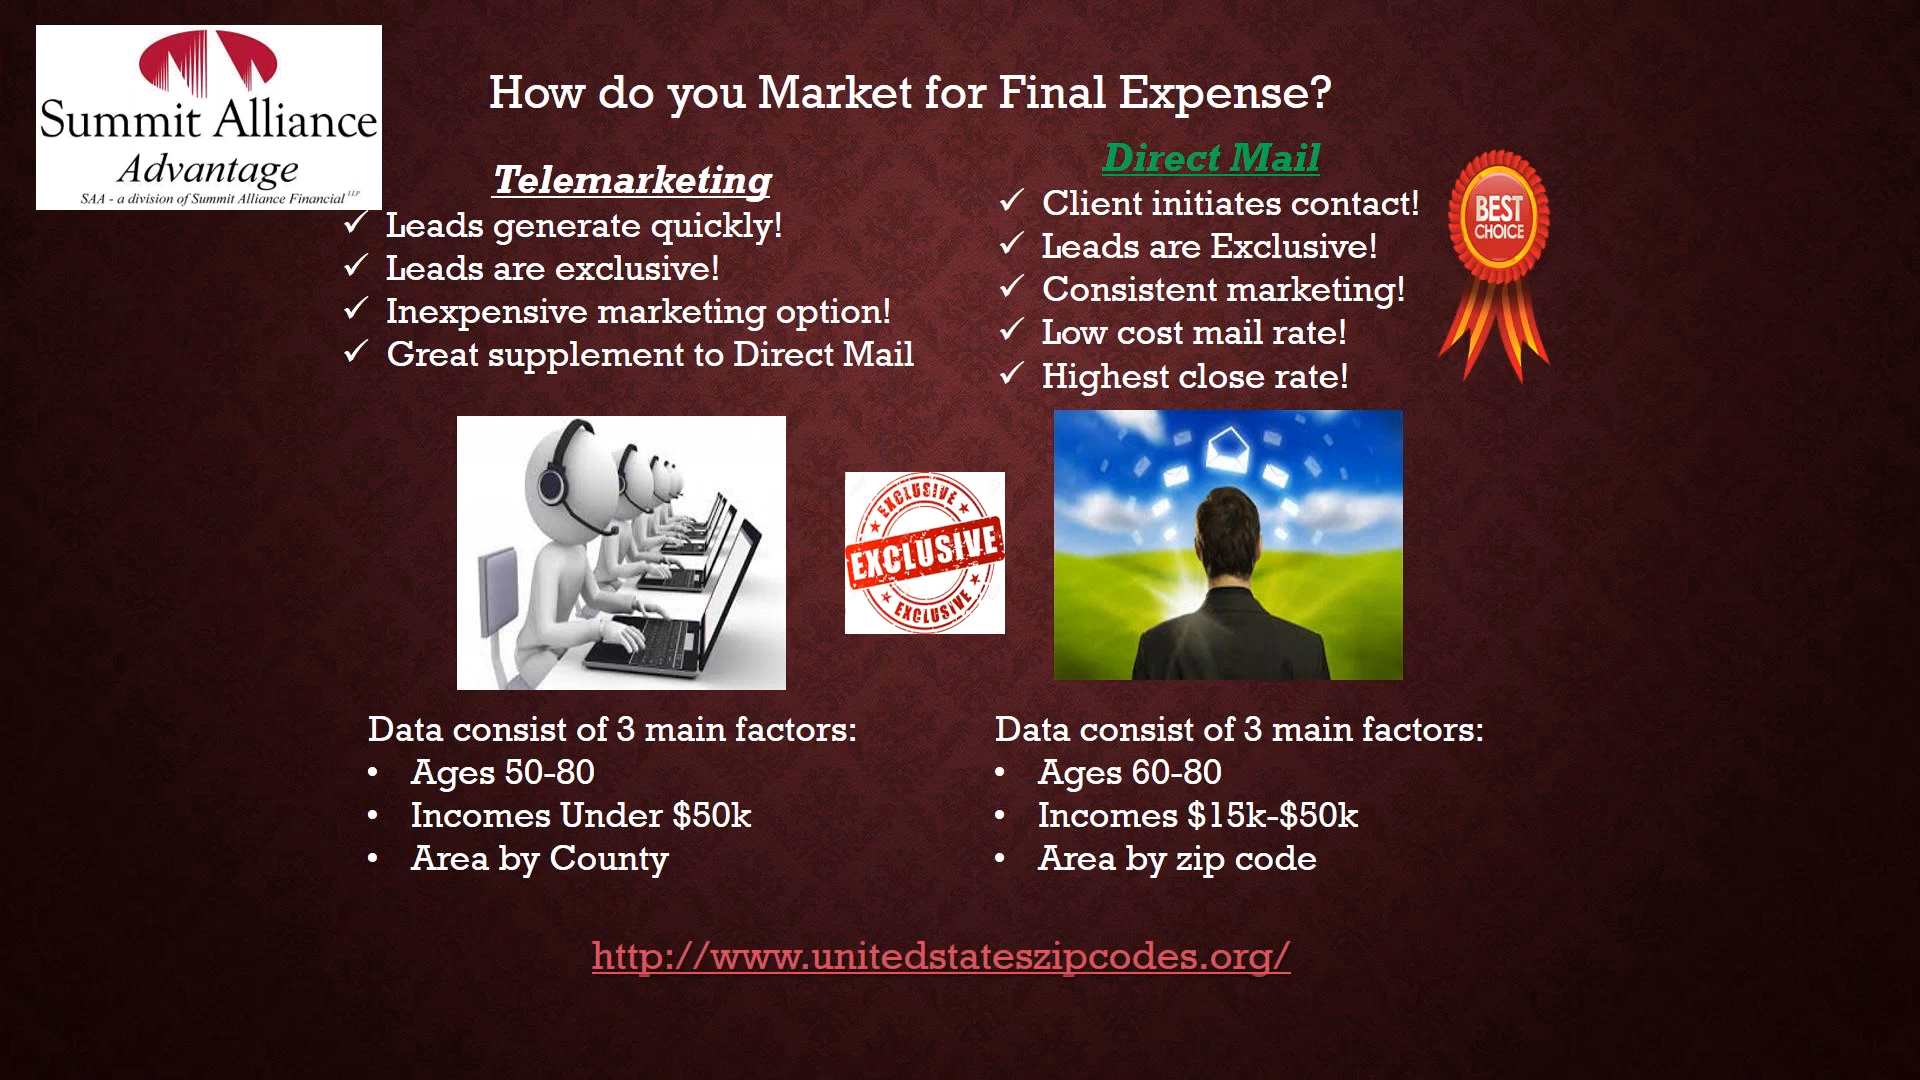 Summit Alliance
Advantage
SAA - a division of Summit Alliance Financial LLP
How do you Market for Final Expense?
Telemarketing
✓ Leads generate quickly!
✓ Leads are exclusive!
✓ Inexpensive marketing option!
✓ Great supplement to Direct Mail
Direct Mail
✓ Client initiates contact!
✓ Leads are Exclusive!
✓ Consistent marketing!
✓ Low cost mail rate!
✓ Highest close rate!
BEST
CHOICE
EXCLUSIVE
EXCLUSIVE
EXCLUSIVE
Data consist of 3 main factors:
• Ages 50-80
• Incomes Under $50k
• Area by County
Data consist of 3 main factors:
• Ages 60-80
• Incomes $15k-$50k
• Area by zip code
http://www.unitedstateszipcodes.org/